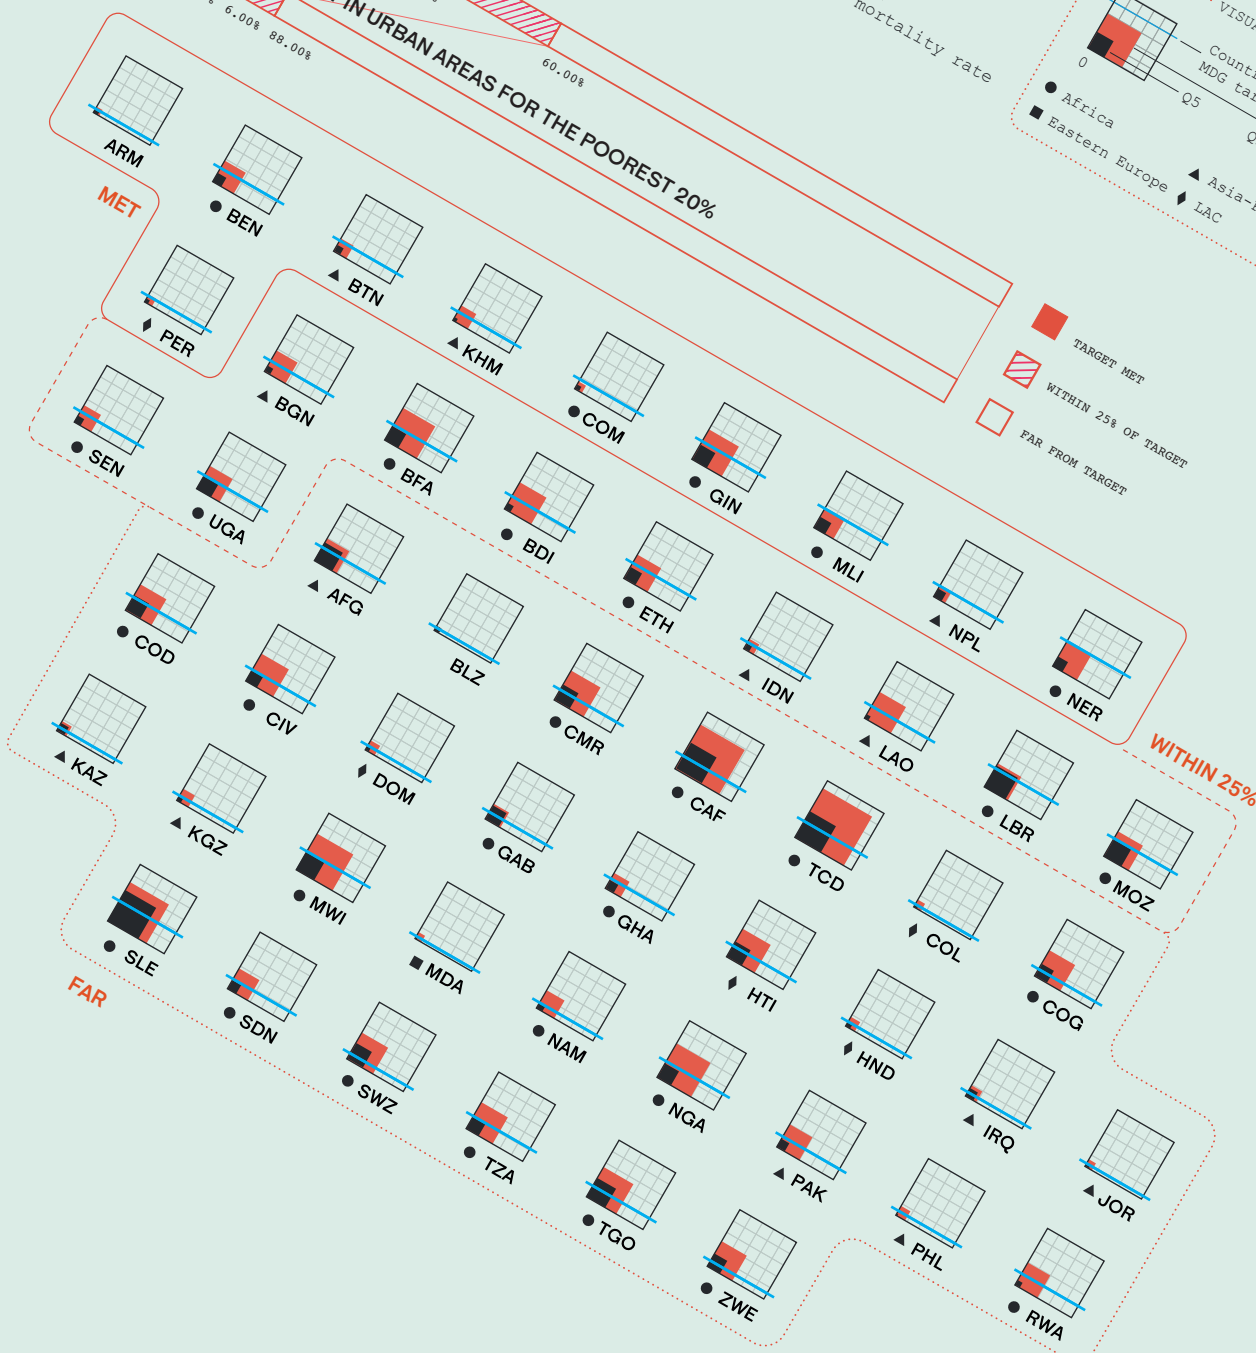 6.00%
88.00%
60.00%
IN URBAN AREAS FOR THE POOREST 20%
mortality rate
VISUA
Countr
MDG tar
0
Q5
Q
Africa
Eastern Europe
Asia-
LAC
TARGET MET
WITHIN 25% OF TARGET
FAR FROM TARGET
MET
ARM
BEN
BTN
KHM
COM
GIN
MLI
NPL
NER
PER
WITHIN 25%
BGN
BFA
BDI
ETH
IDN
LAO
LBR
MOZ
SEN
UGA
FAR
AFG
BLZ
CMR
CAF
TCD
COL
COG
COD
CIV
DOM
GAB
GHA
HTI
HND
IRQ
JOR
KAZ
KGZ
MWI
MDA
NAM
NGA
PAK
PHL
RWA
SLE
SDN
SWZ
TZA
TGO
ZWE